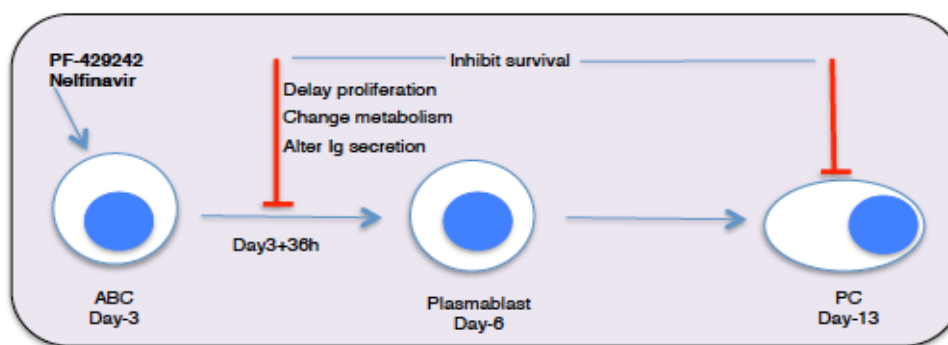 PF-429242
Nelfinavir
Inhibit survival
Delay proliferation
Change metabolism
Alter Ig secretion
Day3+36h
ABC
Day-3
Plasmablast
Day-6
PC
Day-13